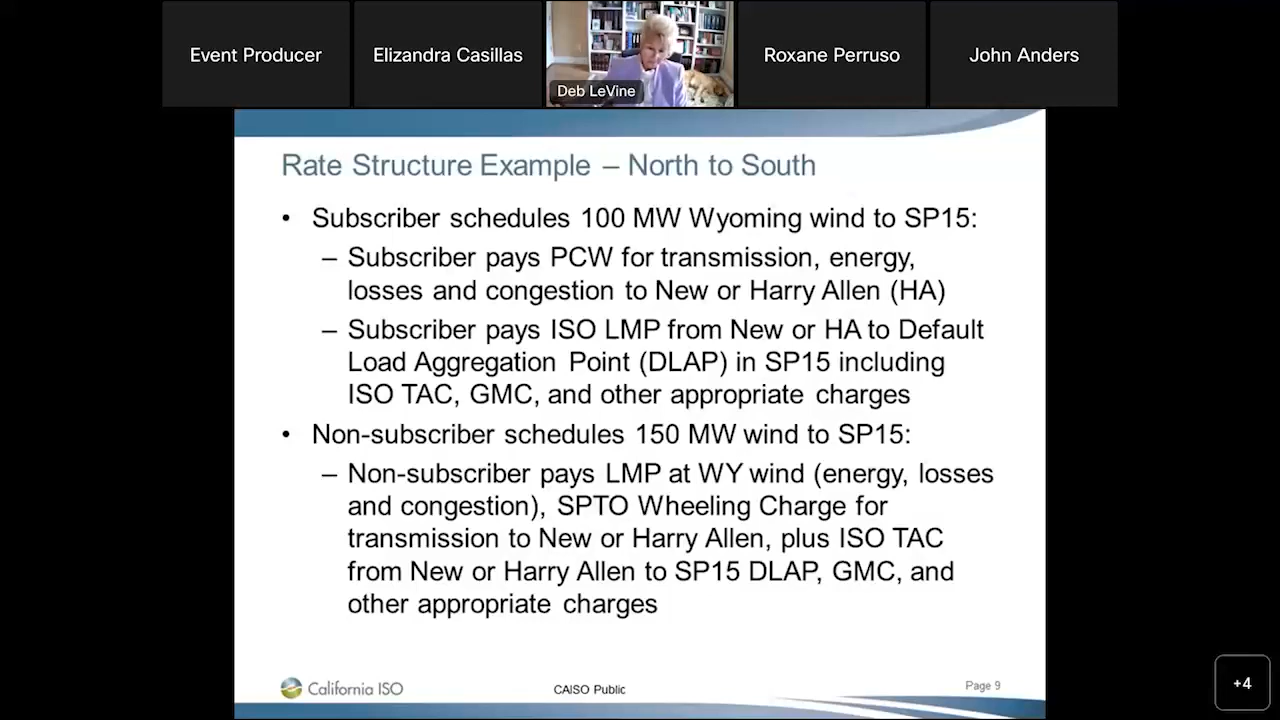 Event Producer
Elizandra Casillas
Deb LeVine
Roxane Perruso
John Anders
Rate Structure Example – North to South
• Subscriber schedules 100 MW Wyoming wind to SP15:
– Subscriber pays PCW for transmission, energy,
losses and congestion to New or Harry Allen (HA)
– Subscriber pays ISO LMP from New or HA to Default
Load Aggregation Point (DLAP) in SP15 including
ISO TAC, GMC, and other appropriate charges
• Non-subscriber schedules 150 MW wind to SP15:
– Non-subscriber pays LMP at WY wind (energy, losses
and congestion), SPTO Wheeling Charge for
transmission to New or Harry Allen, plus ISO TAC
from New or Harry Allen to SP15 DLAP, GMC, and
other appropriate charges
California ISO
CAISO Public
Page 9
+4